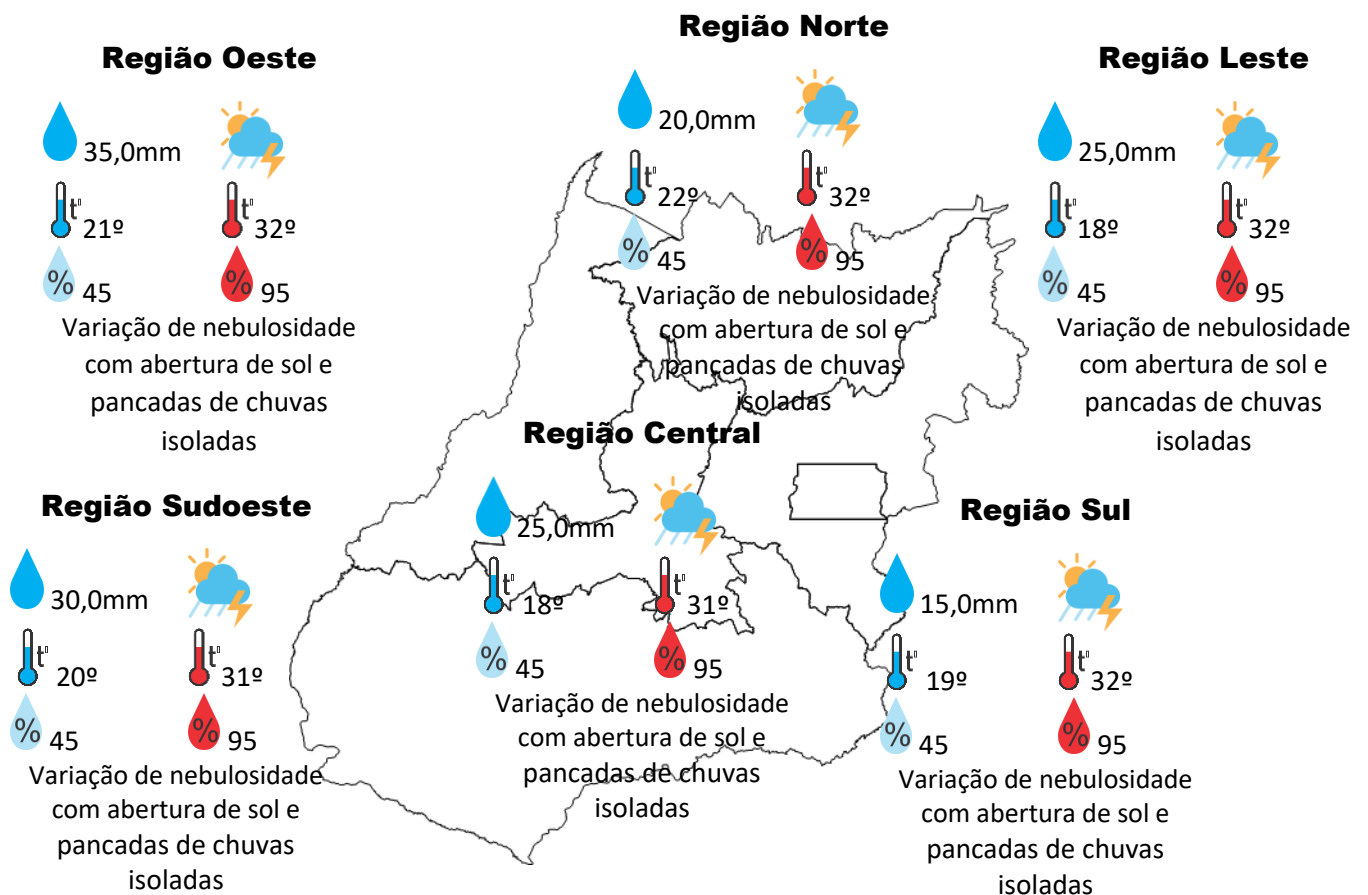 Região Oeste
35,0mm
t°
21º
t°
32º
%
45
%
95
Variação de nebulosidade
com abertura de sol e
pancadas de chuvas
isoladas
Região Norte
20,0mm
t°
22º
t°
32º
%
45
%
95
Variação de nebulosidade
com abertura de sol e
pancadas de chuvas
isoladas
Região Leste
25,0mm
t°
18º
t°
32º
%
45
%
95
Variação de nebulosidade
com abertura de sol e
pancadas de chuvas
isoladas
Região Sudoeste
30,0mm
t°
20º
t°
31º
%
45
%
95
Variação de nebulosidade
com abertura de sol e
pancadas de chuvas
isoladas
Região Central
25,0mm
t°
18º
t°
31º
%
45
%
95
Variação de nebulosidade
com abertura de sol e
pancadas de chuvas
isoladas
Região Sul
15,0mm
t°
19º
t°
32º
%
45
%
95
Variação de nebulosidade
com abertura de sol e
pancadas de chuvas
isoladas